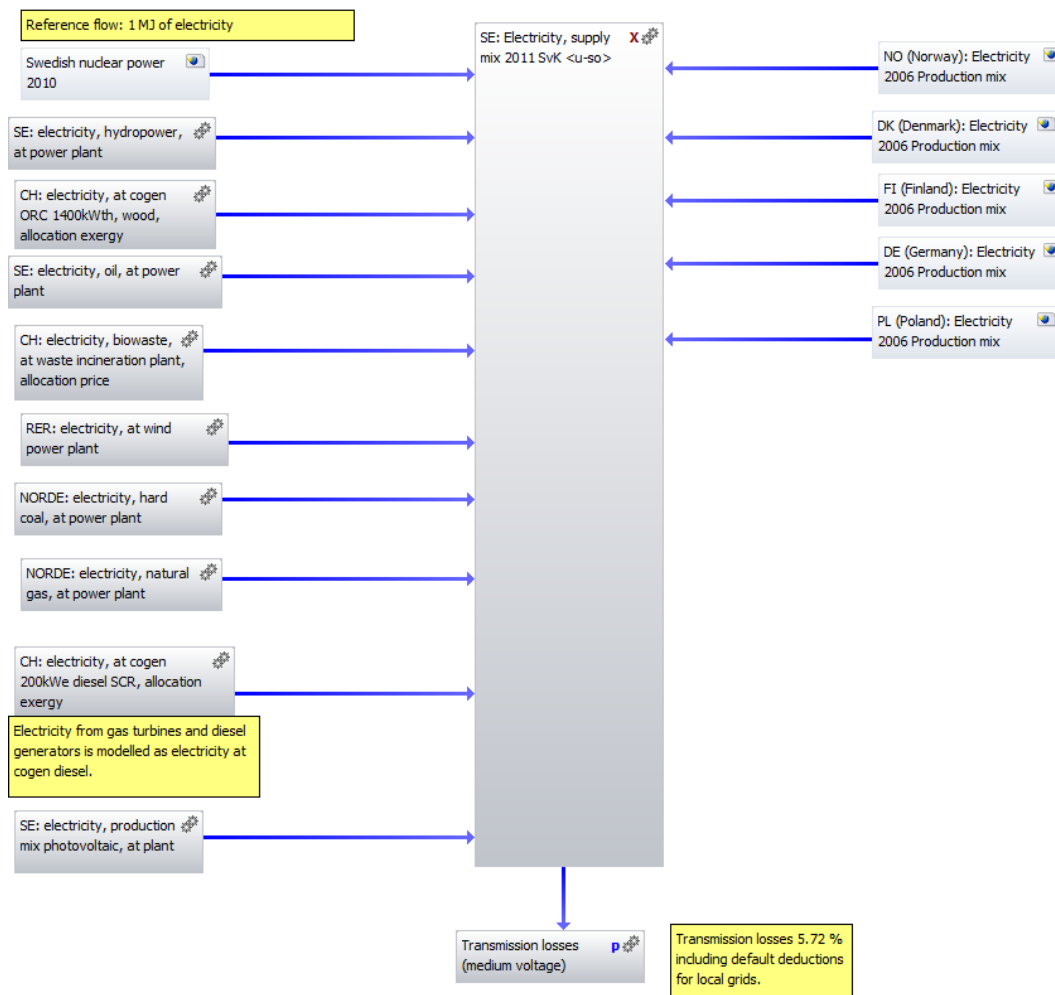 Reference flow: 1 MJ of electricity
Swedish nuclear power
2010
SE: electricity, hydropower,
at power plant
CH: electricity, at cogen
ORC 1400kWth, wood,
allocation exergy
SE: electricity, oil, at power
plant
CH: electricity, biowaste,
at waste incineration plant,
allocation price
RER: electricity, at wind
power plant
NORDE: electricity, hard
coal, at power plant
NORDE: electricity, natural
gas, at power plant
CH: electricity, at cogen
200kWe diesel SCR, allocation
exergy
Electricity from gas turbines and diesel
generators is modelled as electricity at
cogen diesel.
SE: electricity, production
mix photovoltaic, at plant
SE: Electricity, supply X
mix 2011 SvK <u-so>
NO (Norway): Electricity
2006 Production mix
DK (Denmark): Electricity
2006 Production mix
FI (Finland): Electricity
2006 Production mix
DE (Germany): Electricity
2006 Production mix
PL (Poland): Electricity
2006 Production mix
Transmission losses p
(medium voltage)
Transmission losses 5.72 %
including default deductions
for local grids.